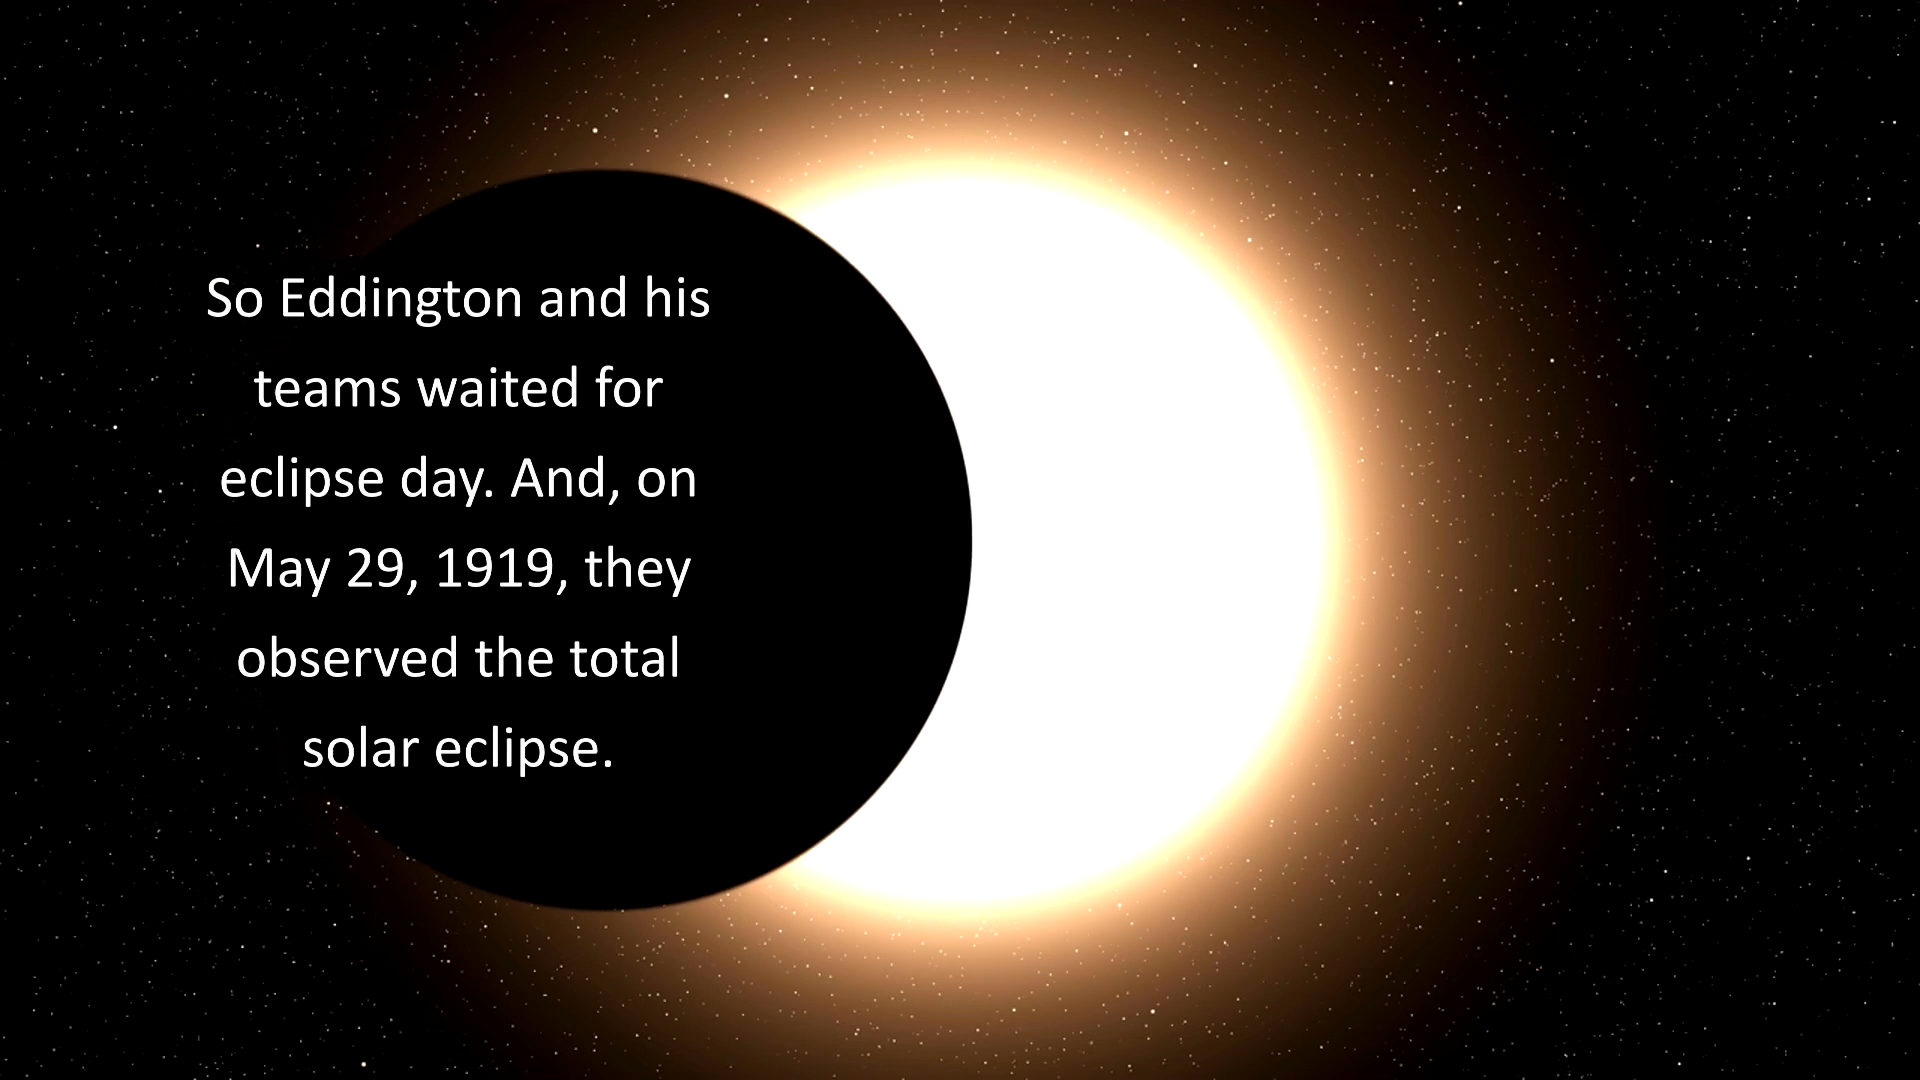 So Eddington and his
teams waited for
eclipse day. And, on
May 29, 1919, they
observed the total
solar eclipse.